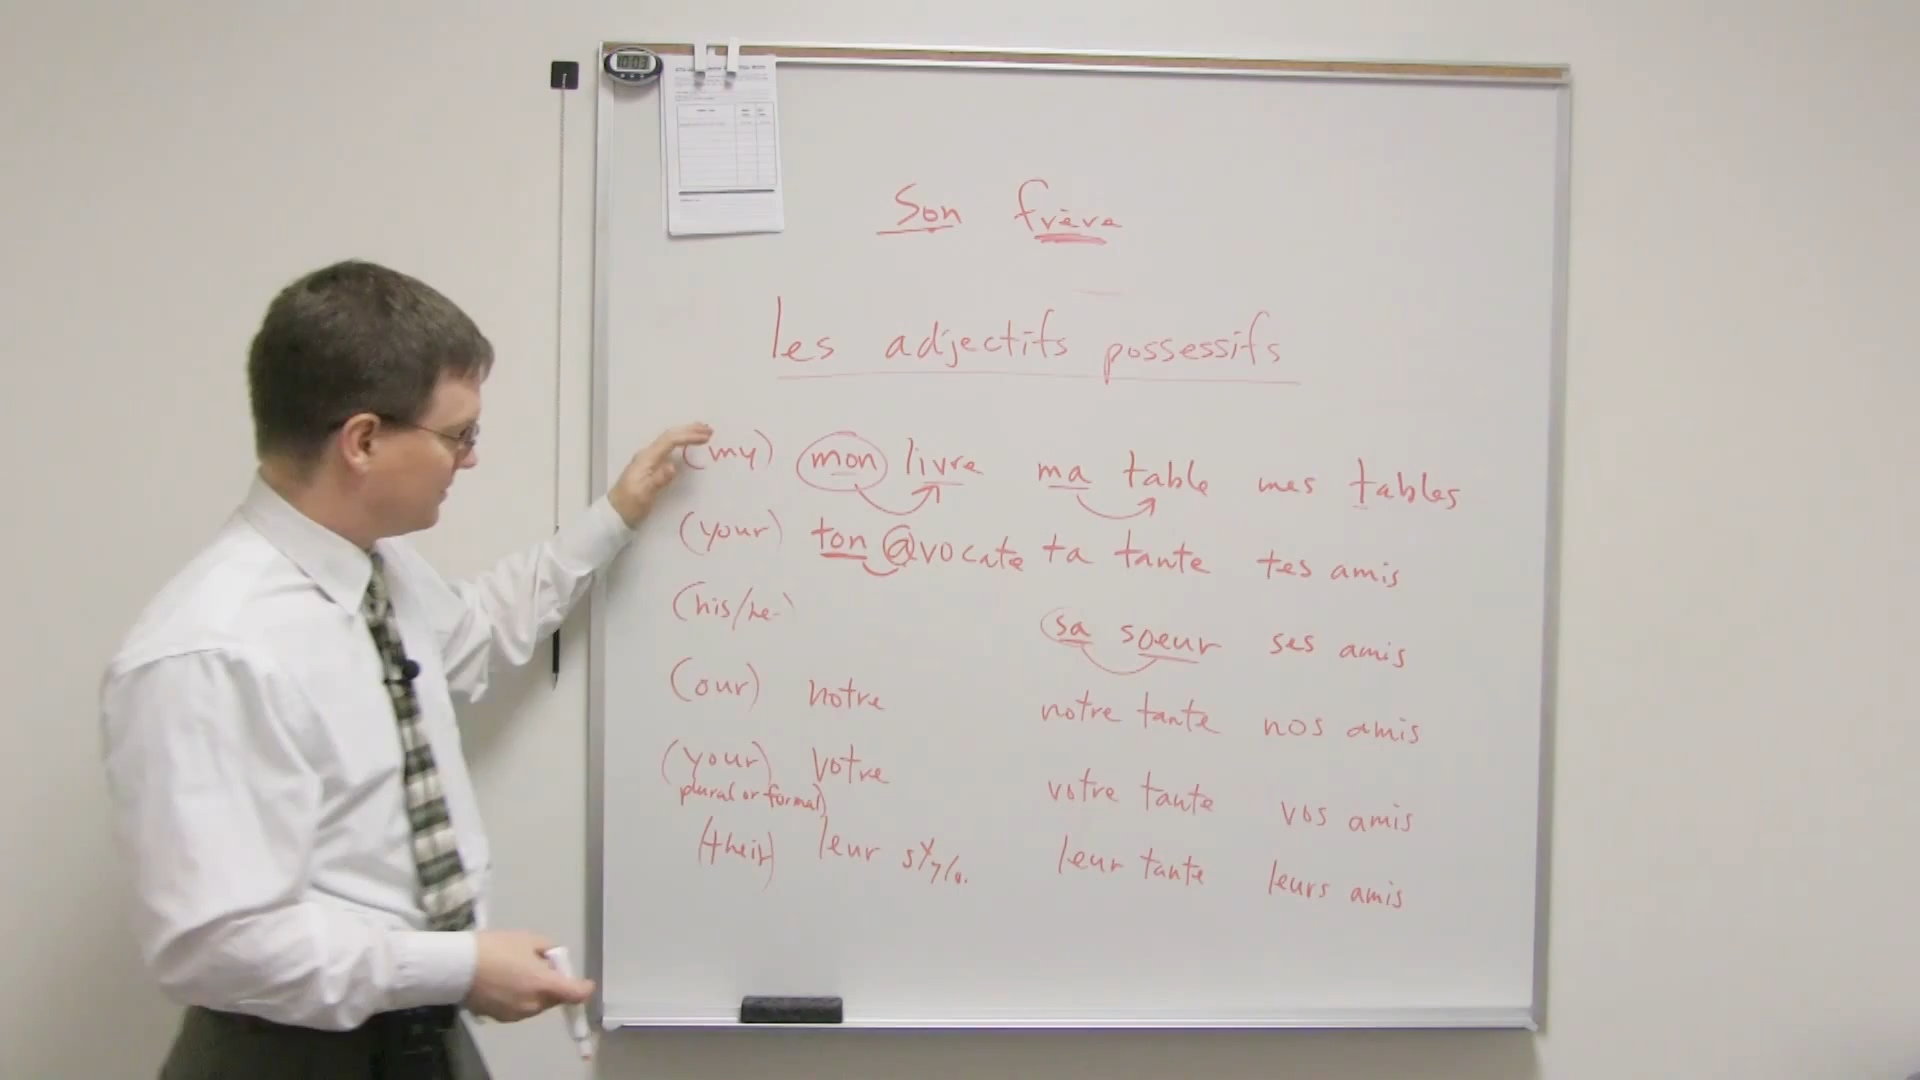 1003
Son frère
les adjectifs possessifs
(my) mon livre ma table mes tables
(your) ton avocate ta tante tes amis
(his/he sa soeur ses amis
(our) notre notre tante nos amis
(your) votre votre tante vos amis
plural or formal)
(their) leur leur tante leurs amis